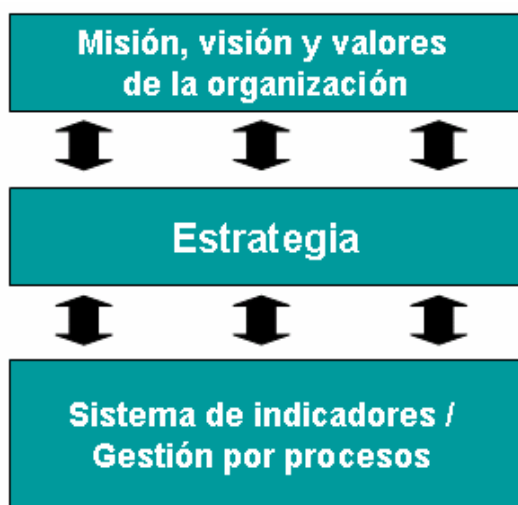 Misión, visión y valores
de la organización
Estrategia
Sistema de indicadores /
Gestión por procesos